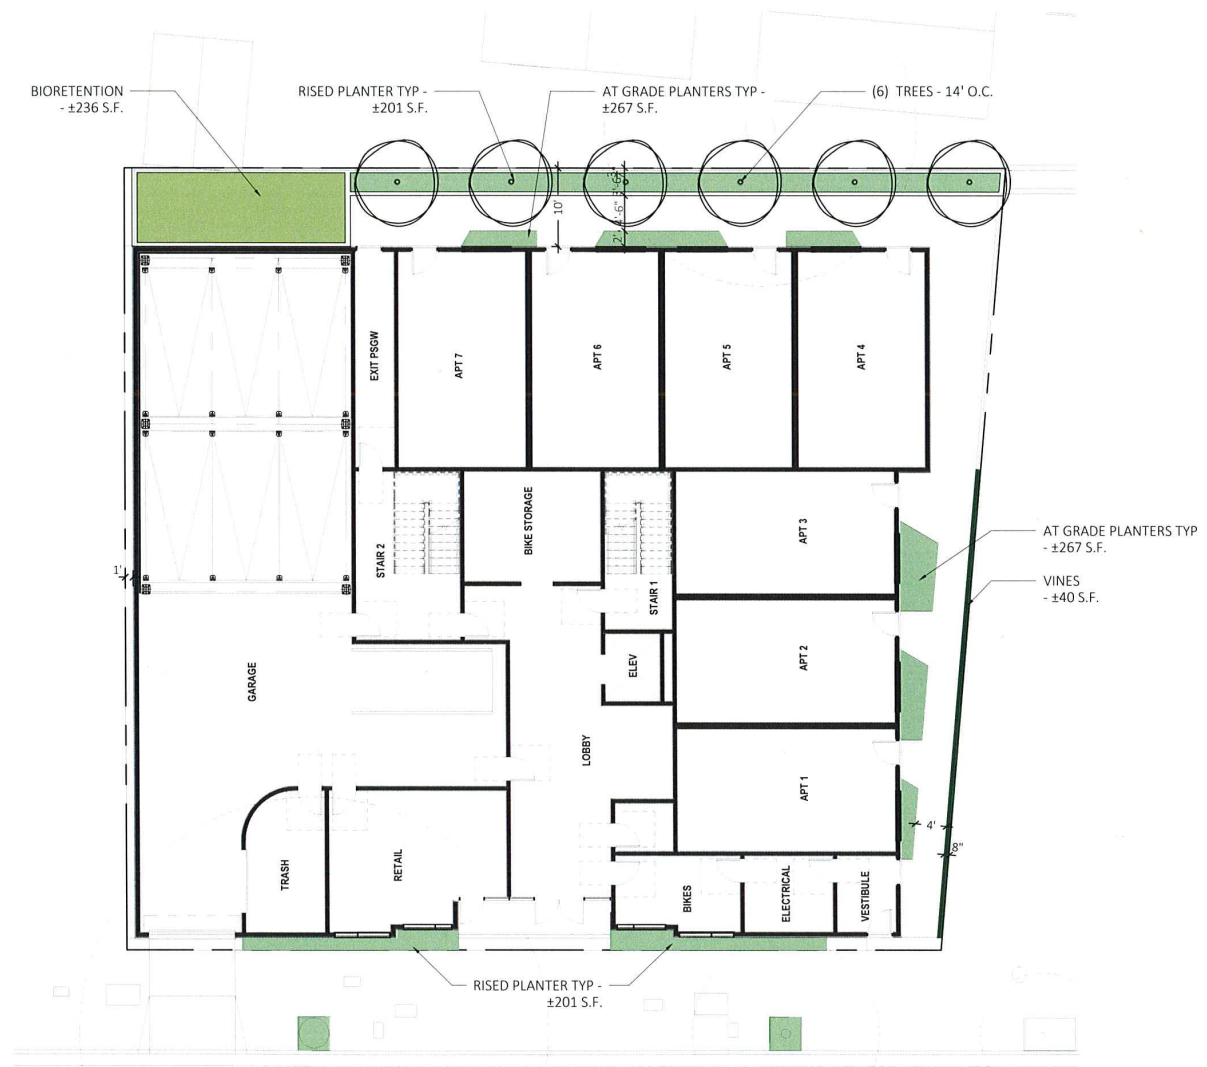 BIORETENTION
- ±236 S.F.
RISED PLANTER TYP -
±201 S.F.
AT GRADE PLANTERS TYP -
±267 S.F.
(6) TREES - 14' O.C.
10'
4'-6"
2'
EXIT PSGW
APT 7
APT 6
APT 5
APT 4
BIKE STORAGE
STAIR 2
STAIR 1
APT 3
AT GRADE PLANTERS TYP
- ±267 S.F.
VINES
- ±40 S.F.
1'
GARAGE
ELEV
APT 2
LOBBY
APT 1
4'
8"
TRASH
RETAIL
BIKES
ELECTRICAL
VESTIBULE
RISED PLANTER TYP -
±201 S.F.